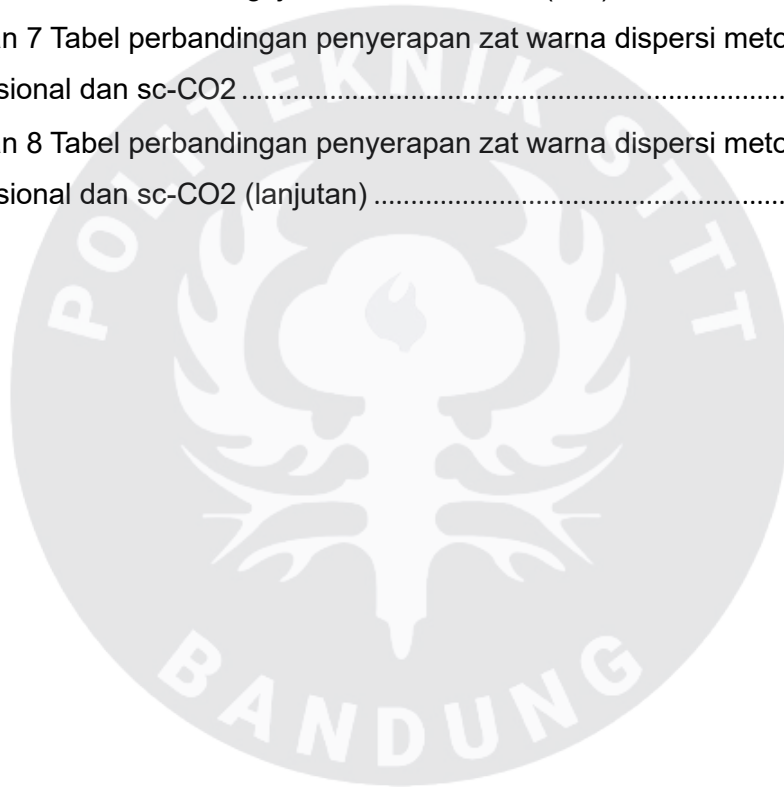 n 7 Tabel perbandingan penyerapan zat warna dispersi meto
sional dan sc-CO2 ............................................................................
n 8 Tabel perbandingan penyerapan zat warna dispersi meto
sional dan sc-CO2 (lanjutan) .........................................................
POLITEKNIK STTT
BANDUNG